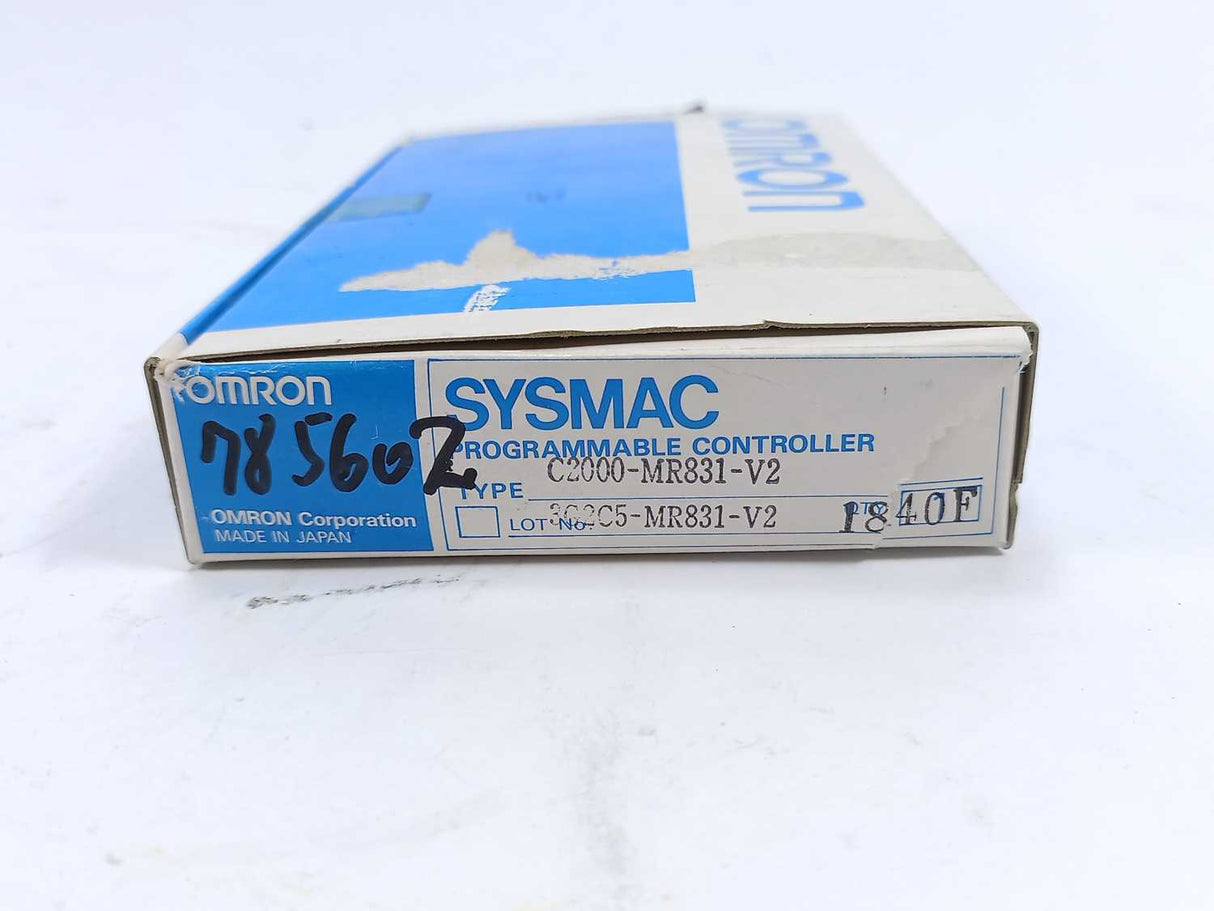 OMRON
OMRON
785602
OMRON Corporation
MADE IN JAPAN
SYSMAC
PROGRAMMABLE CONTROLLER
TYPE C2000-MR831-V2
LOT No 3G2C5-MR831-V2
QTY 1840F